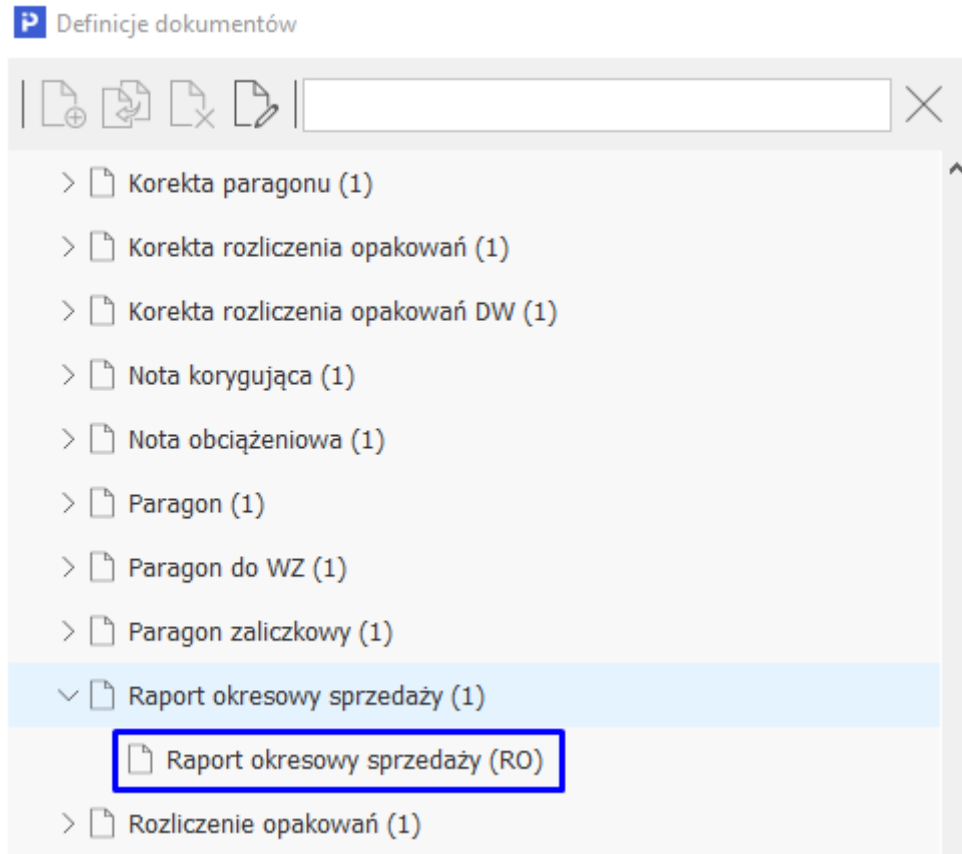 Definicje dokumentów
Korekta paragonu (1)
Korekta rozliczenia opakowań (1)
Korekta rozliczenia opakowań DW (1)
Nota korygująca (1)
Nota obciążeniowa (1)
Paragon (1)
Paragon do WZ (1)
Paragon zaliczkowy (1)
Raport okresowy sprzedaży (1)
Raport okresowy sprzedaży (RO)
Rozliczenie opakowań (1)